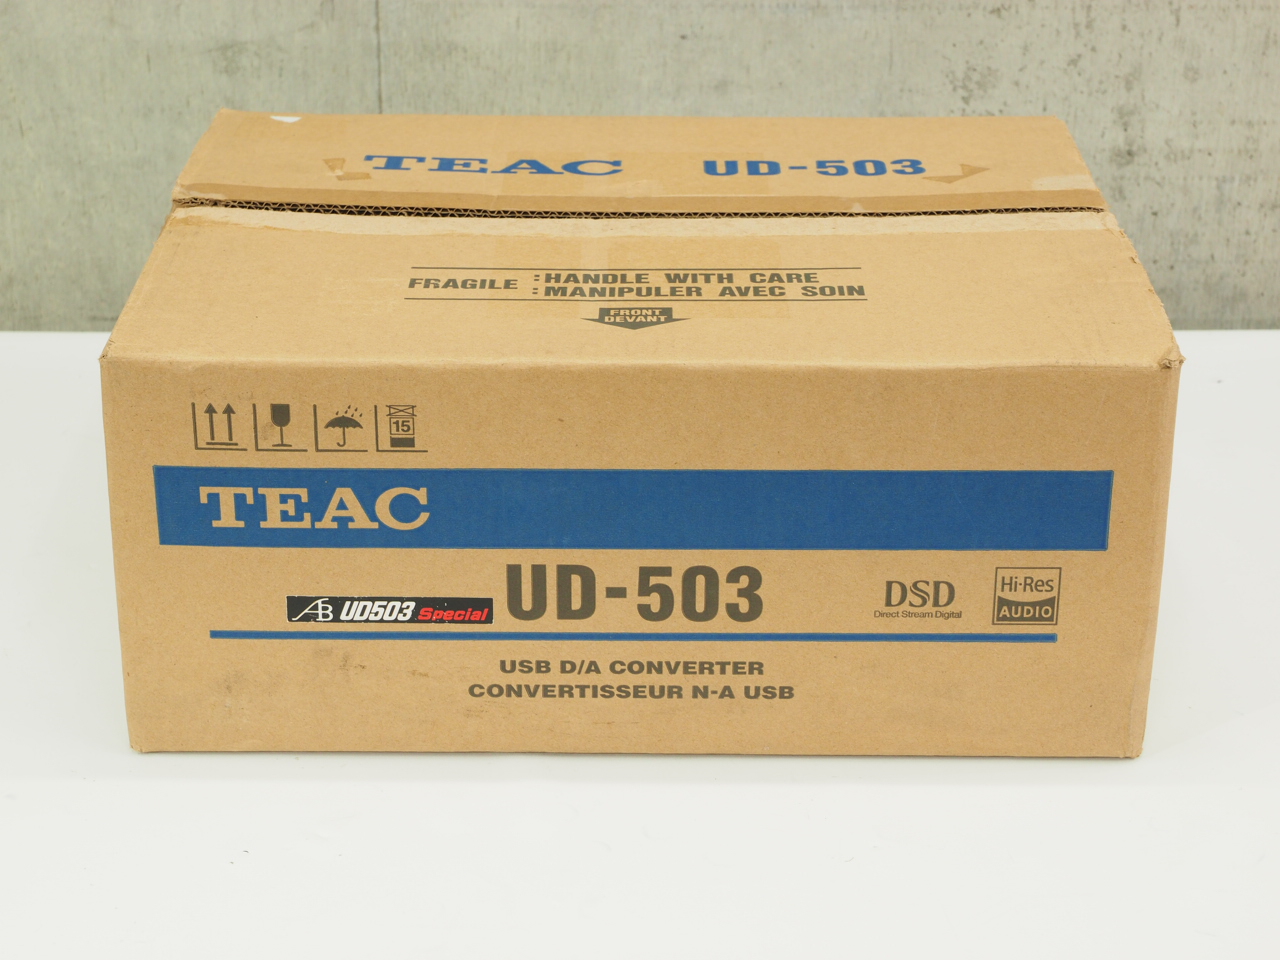 TEAC UD-503
FRAGILE : HANDLE WITH CARE
: MANIPULER AVEC SOIN
FRONT
DEVANT
15
TEAC
UD-503
AB UD503 Special
DSD
Direct Stream Digital
Hi-Res
AUDIO
USB D/A CONVERTER
CONVERTISSEUR N-A USB